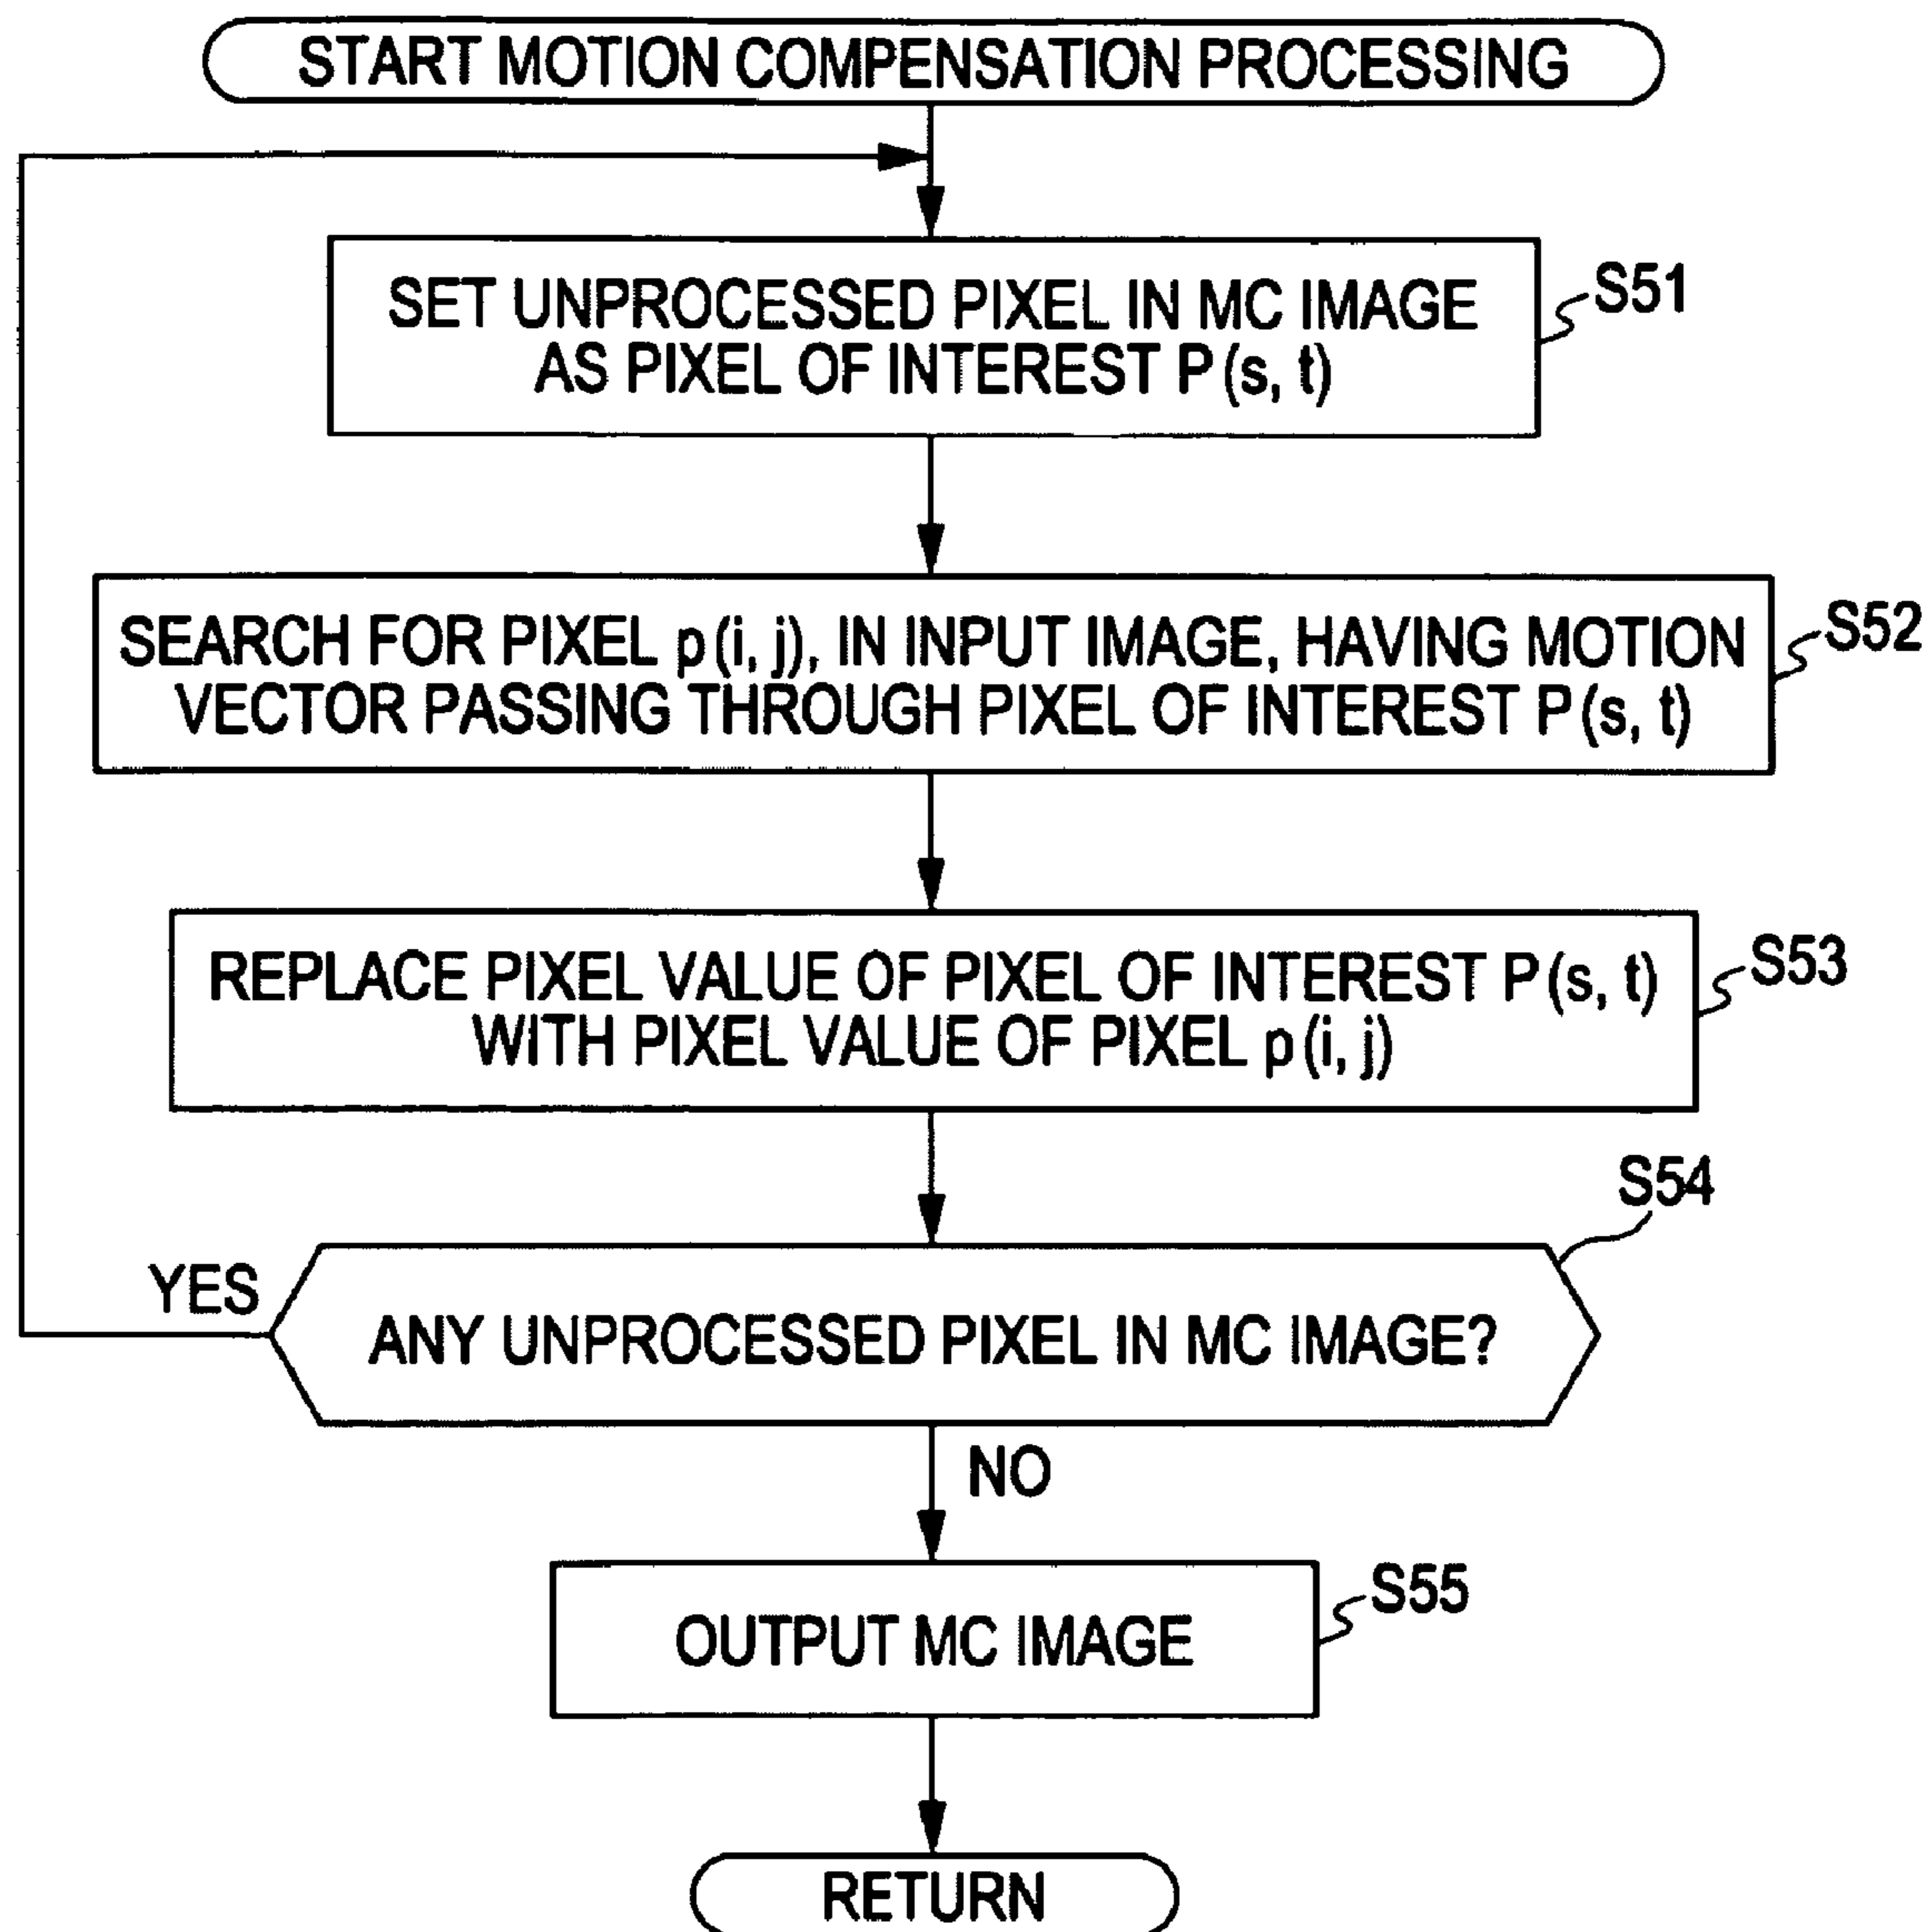 START MOTION COMPENSATION PROCESSING
SET UNPROCESSED PIXEL IN MC IMAGE
AS PIXEL OF INTEREST P(s, t)
S51
SEARCH FOR PIXEL p(i, j), IN INPUT IMAGE, HAVING MOTION
VECTOR PASSING THROUGH PIXEL OF INTEREST P(s, t)
S52
REPLACE PIXEL VALUE OF PIXEL OF INTEREST P(s, t)
WITH PIXEL VALUE OF PIXEL p(i, j)
S53
S54
YES
ANY UNPROCESSED PIXEL IN MC IMAGE?
NO
OUTPUT MC IMAGE
S55
RETURN